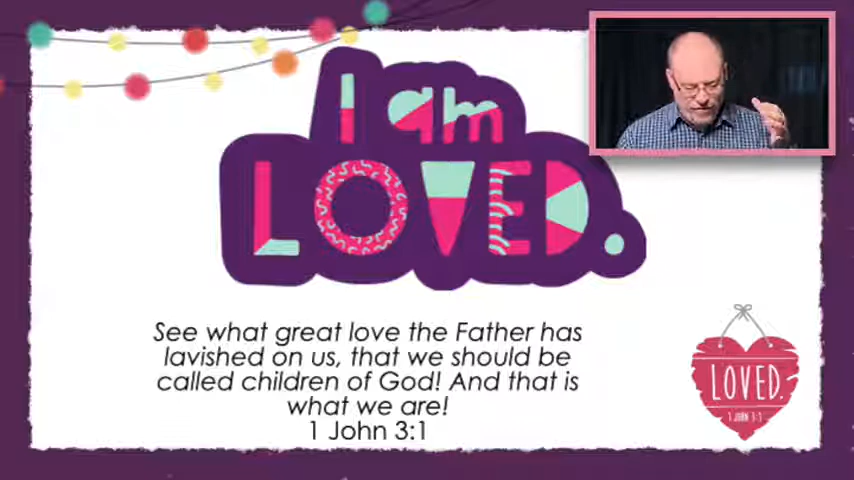 I am
LOVED.
See what great love the Father has
lavished on us, that we should be
called children of God! And that is
what we are!
1 John 3:1
LOVED.
1 JOHN 3:1